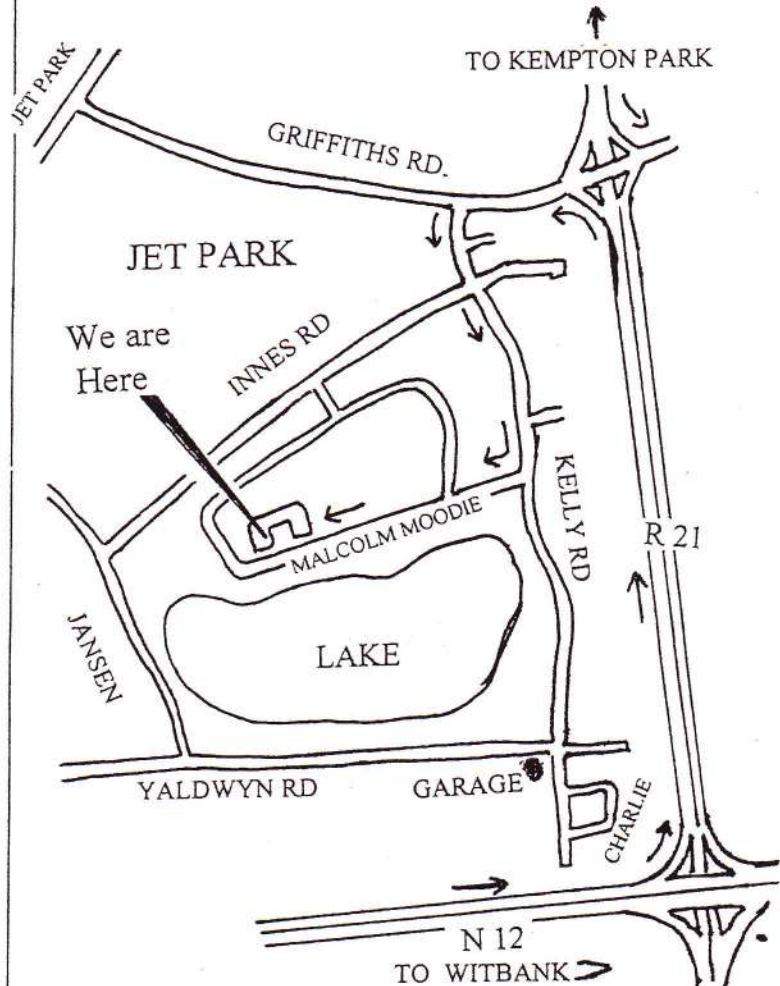 TO KEMPTON PARK
JET PARK
GRIFFITHS RD.
JET PARK
We are
Here
INNES RD
KELLY RD
MALCOLM MOODIE
R 21
JANSEN
LAKE
YALDWYN RD
GARAGE
CHARLIE
N 12
TO WITBANK